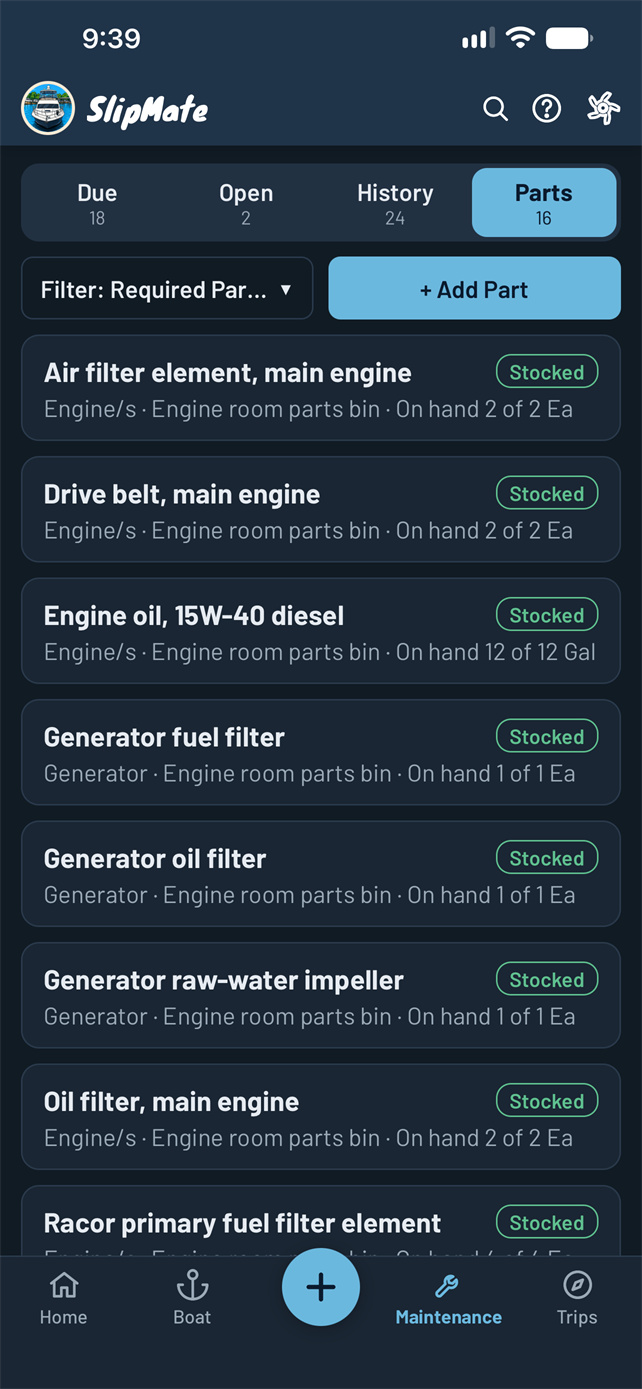 9:39
SlipMate
Due
18
Open
2
History
24
Parts
16
Filter: Required Par... ▼
+ Add Part
Air filter element, main engine
Stocked
Engine/s · Engine room parts bin · On hand 2 of 2 Ea
Drive belt, main engine
Stocked
Engine/s · Engine room parts bin · On hand 2 of 2 Ea
Engine oil, 15W-40 diesel
Stocked
Engine/s · Engine room parts bin · On hand 12 of 12 Gal
Generator fuel filter
Stocked
Generator · Engine room parts bin · On hand 1 of 1 Ea
Generator oil filter
Stocked
Generator · Engine room parts bin · On hand 1 of 1 Ea
Generator raw-water impeller
Stocked
Generator · Engine room parts bin · On hand 1 of 1 Ea
Oil filter, main engine
Stocked
Engine/s · Engine room parts bin · On hand 2 of 2 Ea
Racor primary fuel filter element
Stocked
Home
Boat
+
Maintenance
Trips